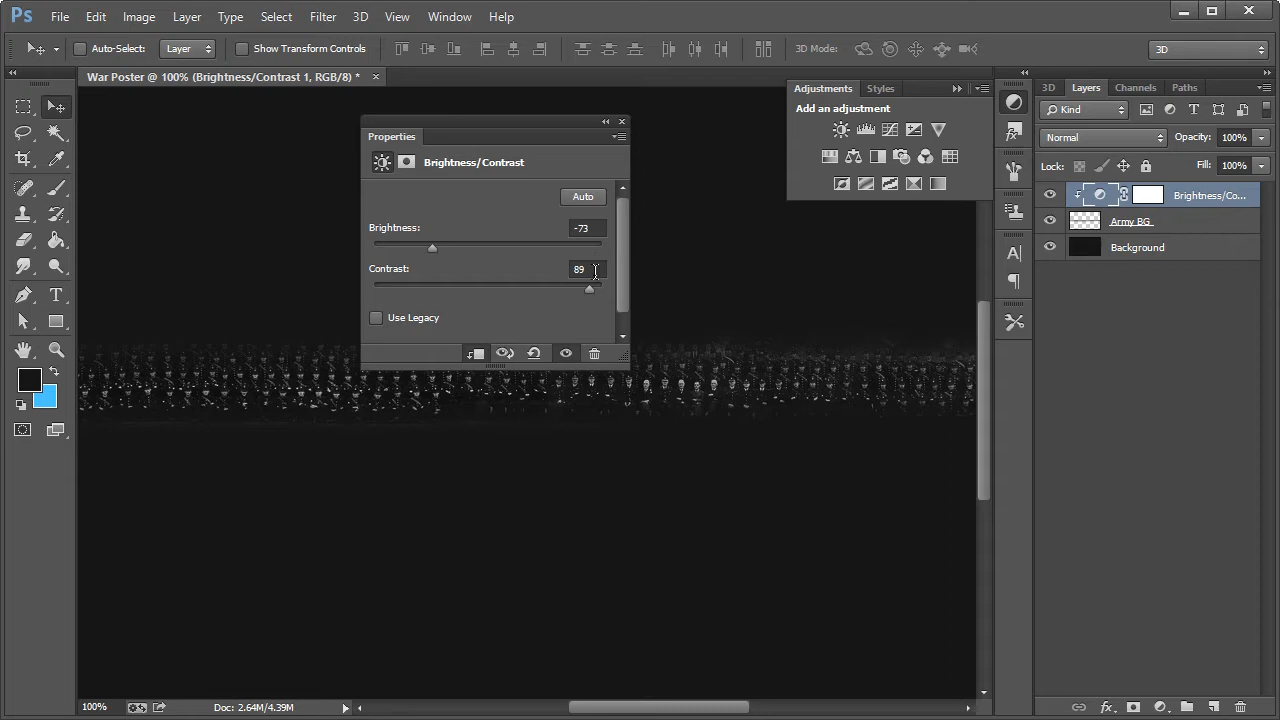 Ps File Edit Image Layer Type Select Filter 3D View Window Help
Auto-Select: Layer Show Transform Controls 3D Mode: 3D
War Poster @ 100% (Brightness/Contrast 1, RGB/8) * ×
Properties
Brightness/Contrast
Auto
Brightness: -73
Contrast: 89
Use Legacy
Adjustments Styles
Add an adjustment
3D Layers Channels Paths
Kind
Normal Opacity: 100%
Lock: Fill: 100%
Brightness/Co...
Army BG
Background
100% Doc: 2.64M/4.39M